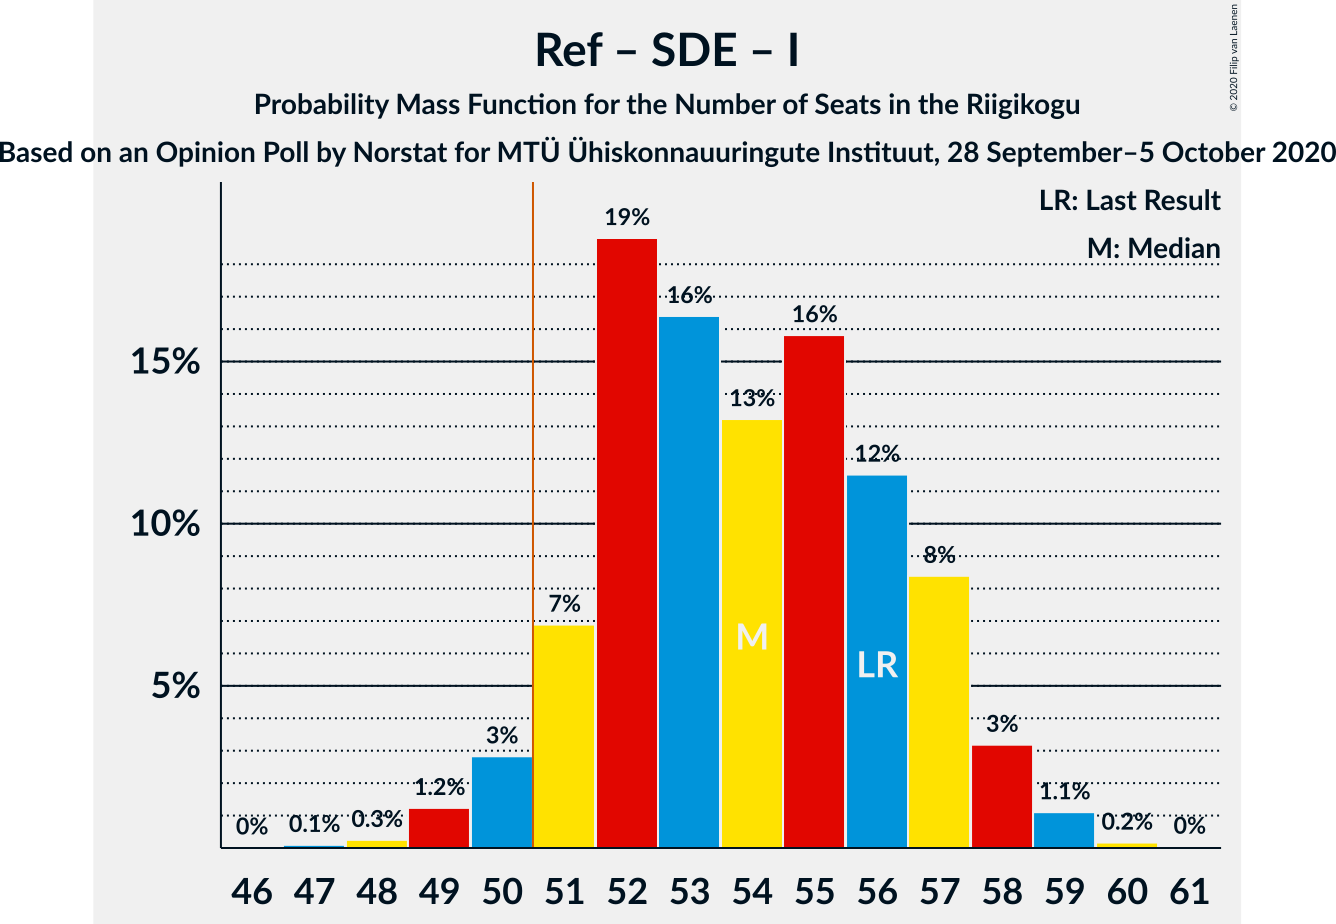 Ref – SDE – I
Probability Mass Function for the Number of Seats in the Riigikogu
Based on an Opinion Poll by Norstat for MTÜ Ühiskonnauuringute Instituut, 28 September–5 October 2020
© 2020 Filip van Laenen
LR: Last Result
M: Median
15%
10%
5%
0%
0.1%
0.3%
1.2%
3%
7%
19%
16%
13%
16%
12%
8%
3%
1.1%
0.2%
0%
M
LR
46 47 48 49 50 51 52 53 54 55 56 57 58 59 60 61